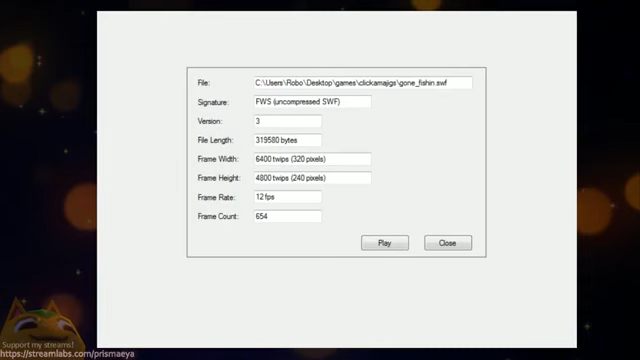 File: C:\Users\Robo\Desktop\games\clickamajigs\gone_fishin.swf
Signature: FWS (uncompressed SWF)
Version: 3
File Length: 319580 bytes
Frame Width: 6400 twips (320 pixels)
Frame Height: 4800 twips (240 pixels)
Frame Rate: 12 fps
Frame Count: 654
Play Close
Support my streams!
https://streamlabs.com/prismaeya